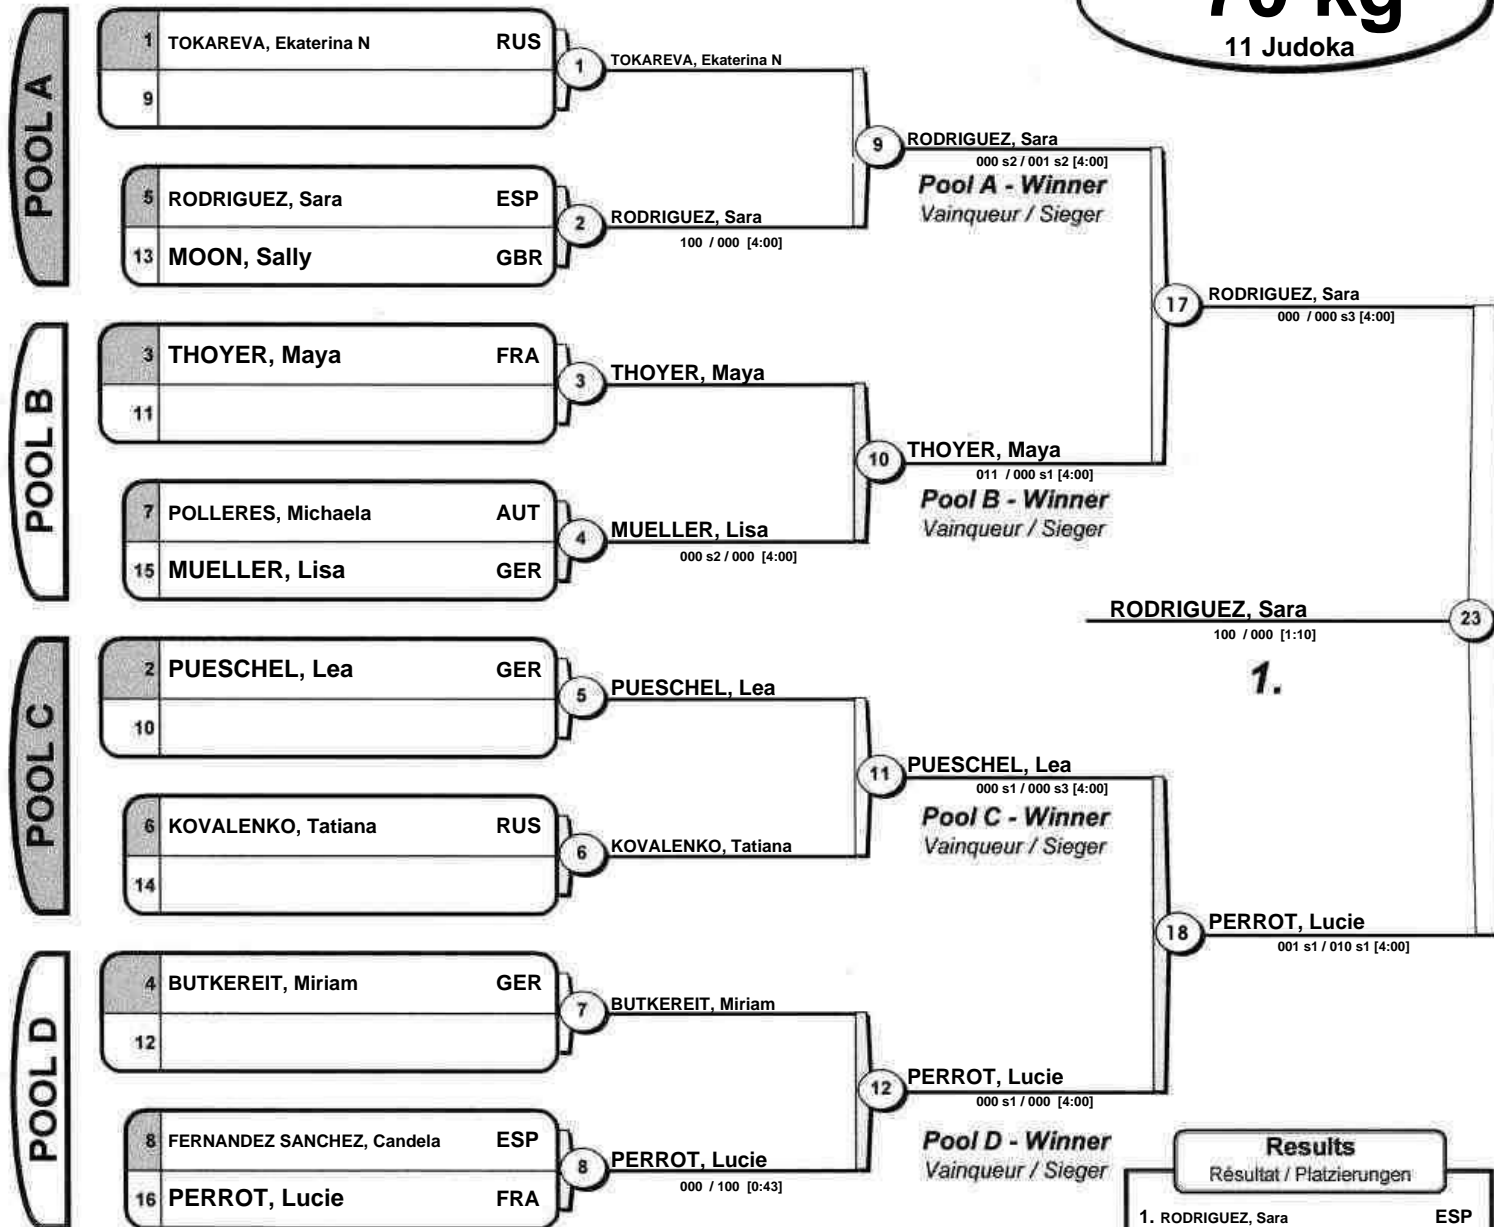 70 kg
11 Judoka
POOL A
1 TOKAREVA, Ekaterina N RUS
9
1 TOKAREVA, Ekaterina N
5 RODRIGUEZ, Sara ESP
13 MOON, Sally GBR
2 RODRIGUEZ, Sara
100 / 000 [4:00]
9 RODRIGUEZ, Sara
000 s2 / 001 s2 [4:00]
Pool A - Winner
Vainqueur / Sieger
POOL B
3 THOYER, Maya FRA
11
3 THOYER, Maya
7 POLLERES, Michaela AUT
15 MUELLER, Lisa GER
4 MUELLER, Lisa
000 s2 / 000 [4:00]
10 THOYER, Maya
011 / 000 s1 [4:00]
Pool B - Winner
Vainqueur / Sieger
17 RODRIGUEZ, Sara
000 / 000 s3 [4:00]
RODRIGUEZ, Sara 23
100 / 000 [1:10]
1.
POOL C
2 PUESCHEL, Lea GER
10
5 PUESCHEL, Lea
6 KOVALENKO, Tatiana RUS
14
6 KOVALENKO, Tatiana
11 PUESCHEL, Lea
000 s1 / 000 s3 [4:00]
Pool C - Winner
Vainqueur / Sieger
18 PERROT, Lucie
001 s1 / 010 s1 [4:00]
POOL D
4 BUTKEREIT, Miriam GER
12
7 BUTKEREIT, Miriam
8 FERNANDEZ SANCHEZ, Candela ESP
16 PERROT, Lucie FRA
8 PERROT, Lucie
000 / 100 [0:43]
12 PERROT, Lucie
000 s1 / 000 [4:00]
Pool D - Winner
Vainqueur / Sieger
Results
Résultat / Platzierungen
1. RODRIGUEZ, Sara ESP